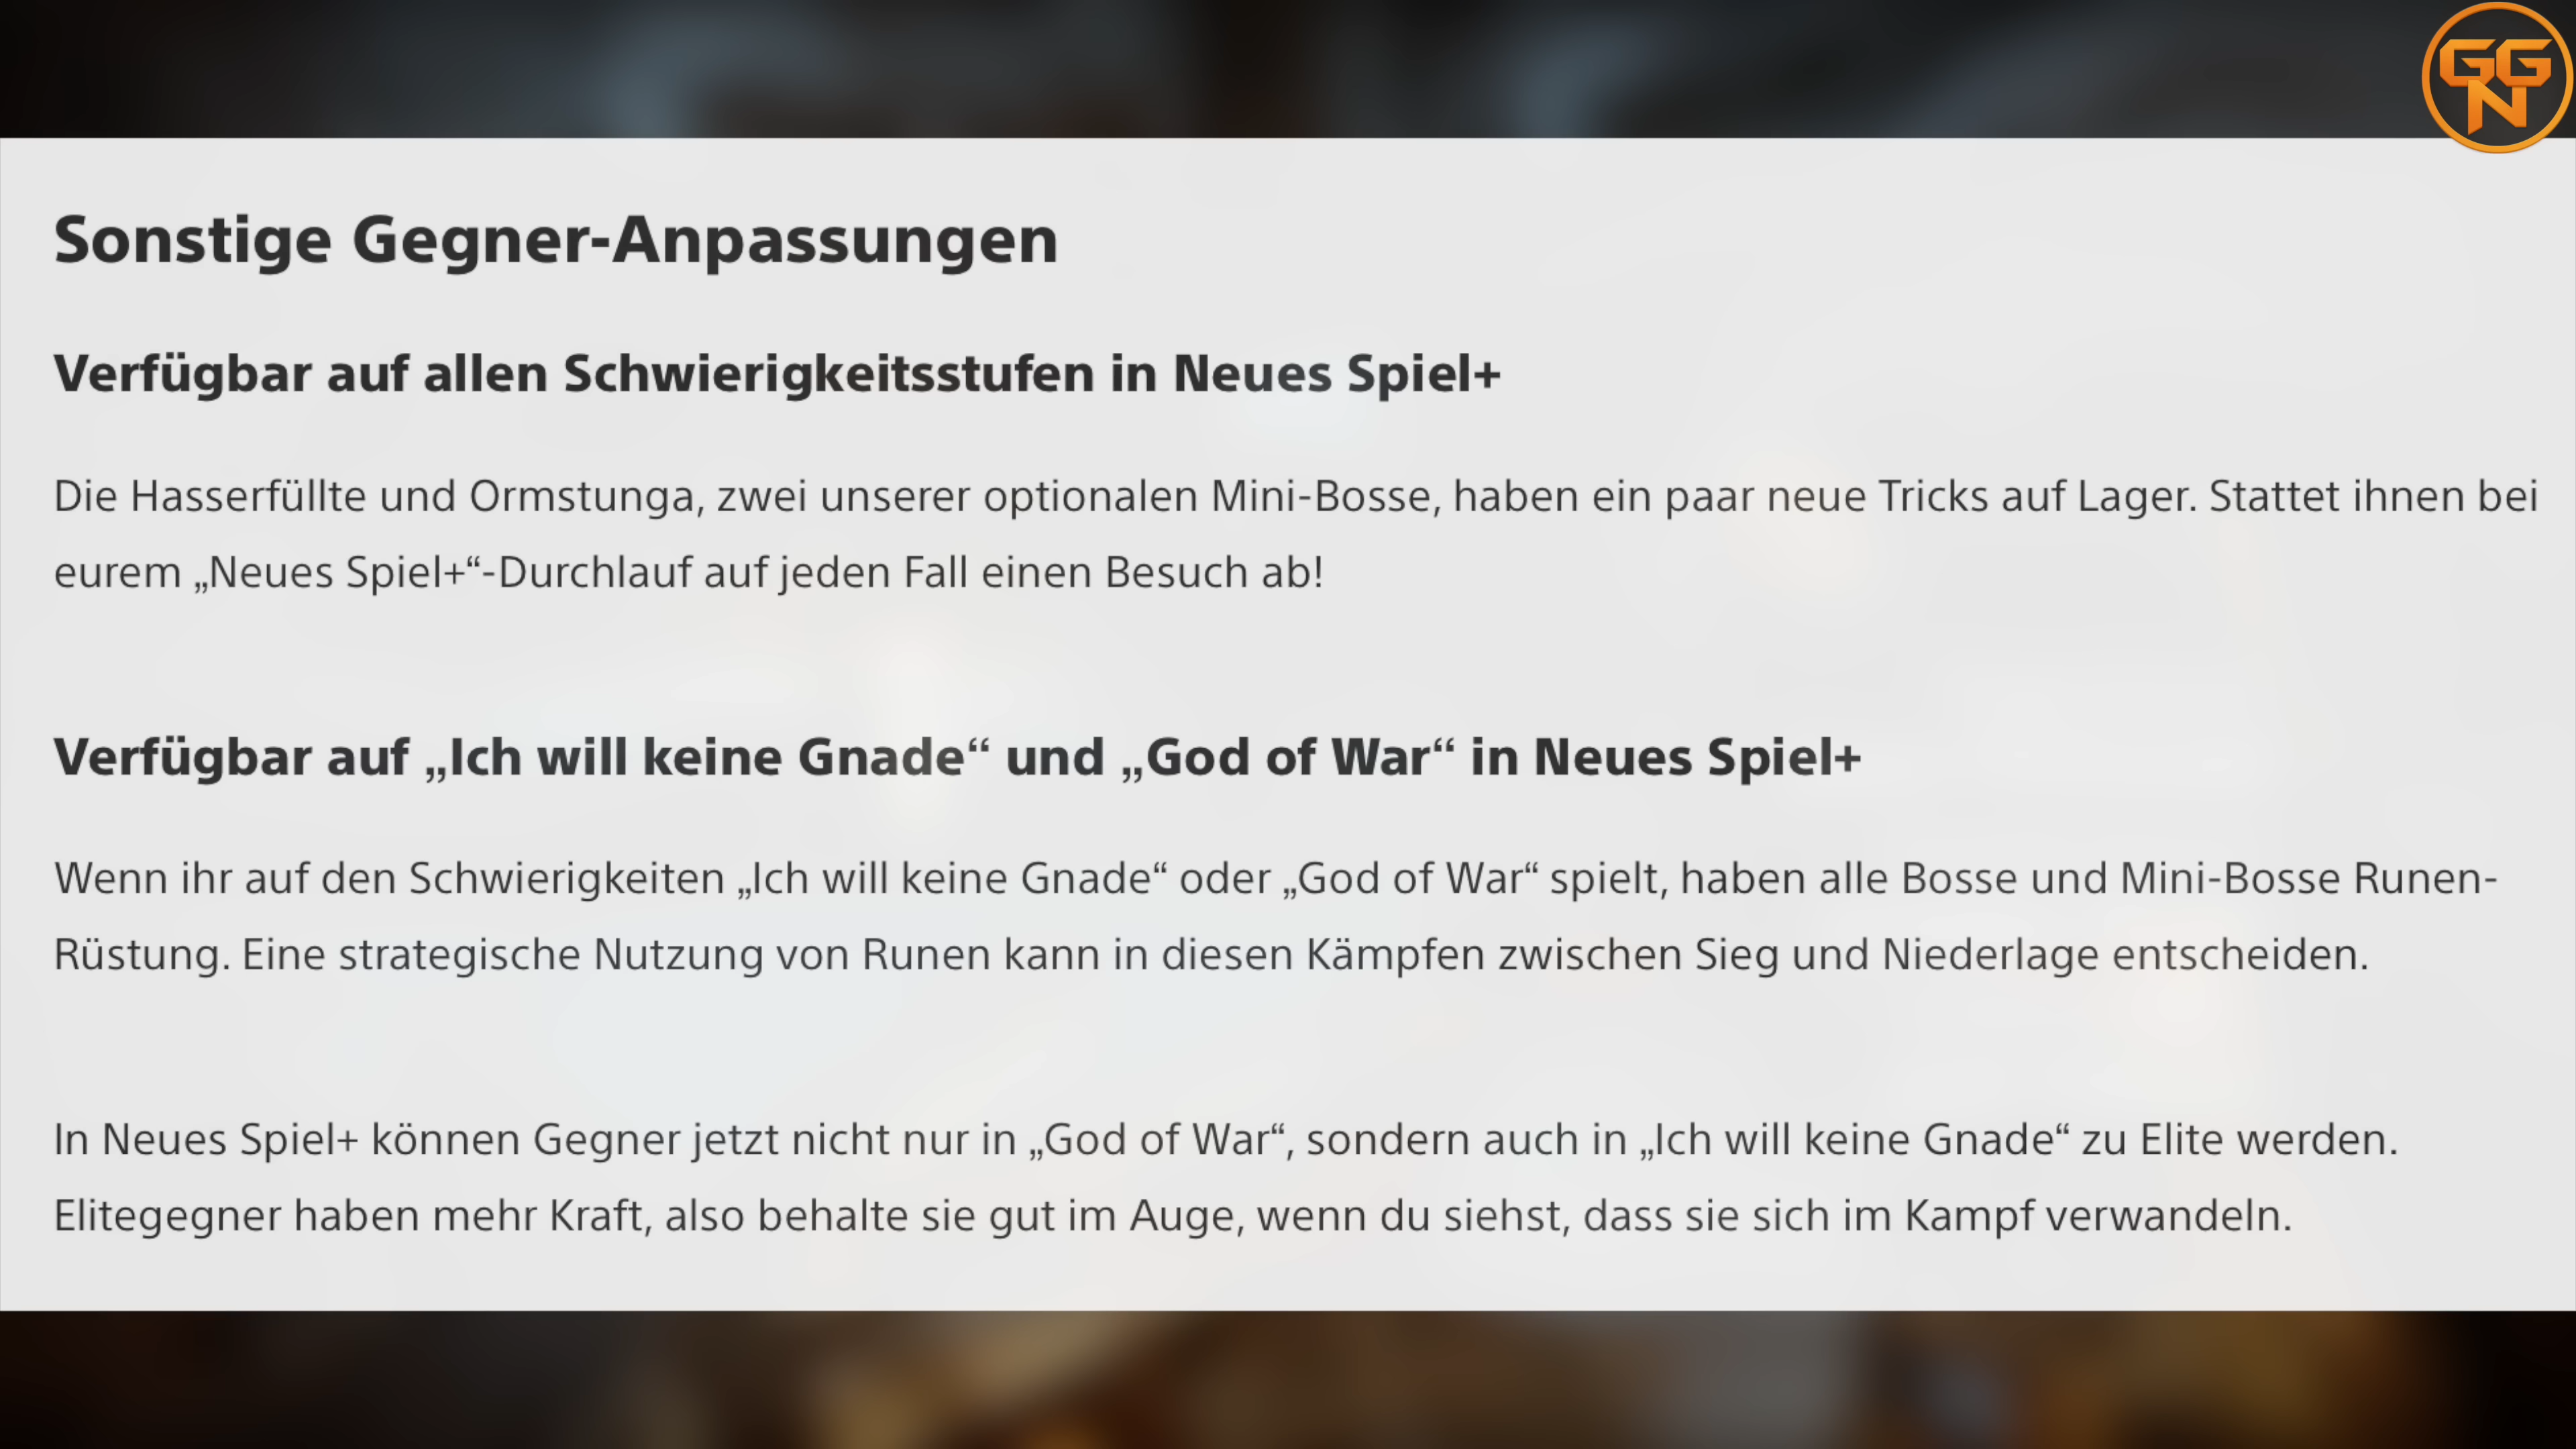 GGN
Sonstige Gegner-Anpassungen
Verfügbar auf allen Schwierigkeitsstufen in Neues Spiel+
Die Hasserfüllte und Ormstunga, zwei unserer optionalen Mini-Bosse, haben ein paar neue Tricks auf Lager. Stattet ihnen bei
eurem „Neues Spiel+“-Durchlauf auf jeden Fall einen Besuch ab!
Verfügbar auf „Ich will keine Gnade“ und „God of War“ in Neues Spiel+
Wenn ihr auf den Schwierigkeiten „Ich will keine Gnade“ oder „God of War“ spielt, haben alle Bosse und Mini-Bosse Runen-
Rüstung. Eine strategische Nutzung von Runen kann in diesen Kämpfen zwischen Sieg und Niederlage entscheiden.
In Neues Spiel+ können Gegner jetzt nicht nur in „God of War“, sondern auch in „Ich will keine Gnade“ zu Elite werden.
Elitegegner haben mehr Kraft, also behalte sie gut im Auge, wenn du siehst, dass sie sich im Kampf verwandeln.